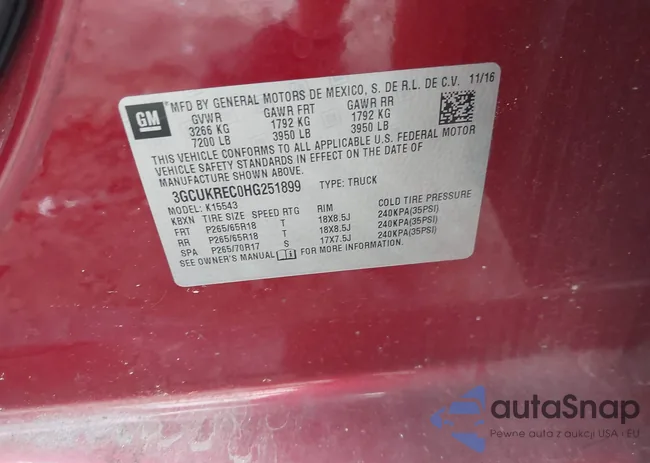 GM
MFD BY GENERAL MOTORS DE MEXICO, S. DE R.L. DE C.V. 11/16
GVWR GAWR FRT GAWR RR
3266 KG 1792 KG 1792 KG
7200 LB 3950 LB 3950 LB
THIS VEHICLE CONFORMS TO ALL APPLICABLE U.S. FEDERAL MOTOR
VEHICLE SAFETY STANDARDS IN EFFECT ON THE DATE OF
MANUFACTURE SHOWN ABOVE.
3GCUKREC0HG251899 TYPE: TRUCK
MODEL: K15543
KBXN TIRE SIZE SPEED RTG RIM COLD TIRE PRESSURE
FRT P265/65R18 T 18X8.5J 240KPA(35PSI)
RR P265/65R18 T 18X8.5J 240KPA(35PSI)
SPA P265/70R17 S 17X7.5J 240KPA(35PSI)
SEE OWNER'S MANUAL FOR MORE INFORMATION.
autaSnap
Pewne auta z aukcji USA - EU